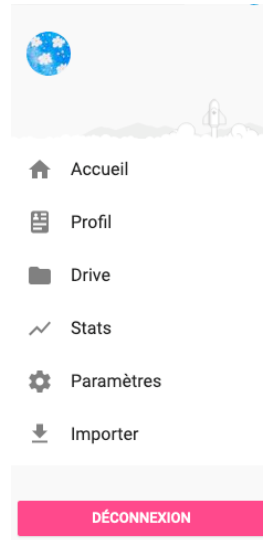 Accueil
Profil
Drive
Stats
Paramètres
Importer
DÉCONNEXION